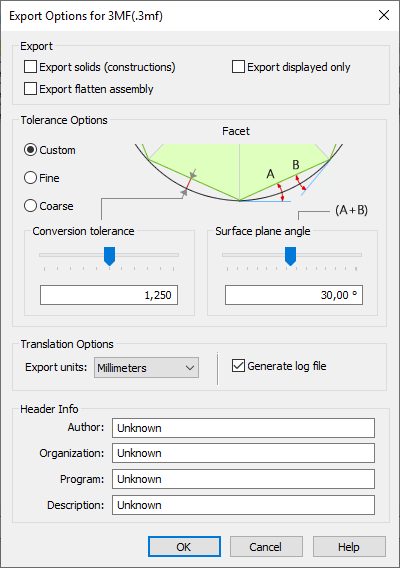 Export Options for 3MF(.3mf)
Export
Export solids (constructions)
Export displayed only
Export flatten assembly
Tolerance Options
Facet
Custom
Fine
Coarse
A
B
(A+B)
Conversion tolerance
Surface plane angle
1,250
30,00 °
Translation Options
Export units: Millimeters
Generate log file
Header Info
Author: Unknown
Organization: Unknown
Program: Unknown
Description: Unknown
OK
Cancel
Help